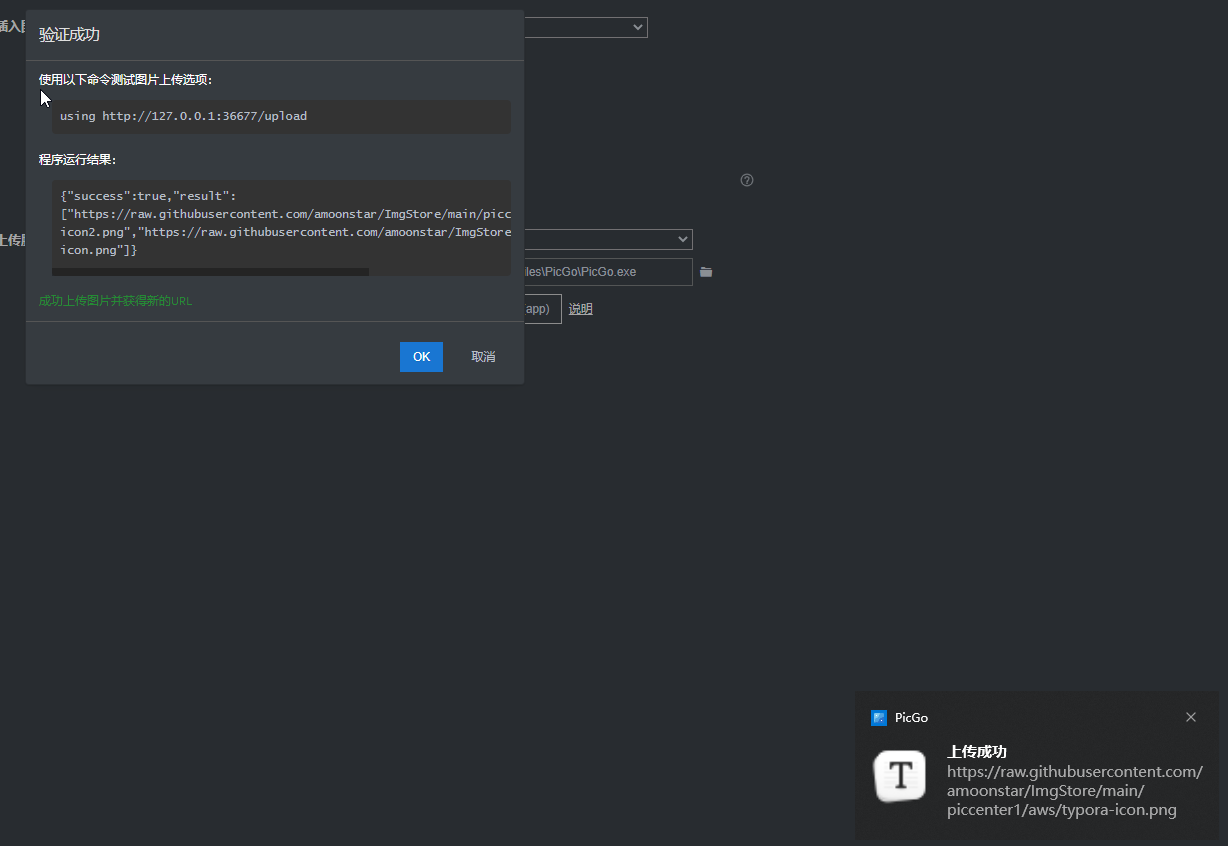 插入
验证成功
使用以下命令测试图片上传选项：
using http://127.0.0.1:36677/upload
程序运行结果：
{"success":true,"result":
["https://raw.githubusercontent.com/amoonstar/ImgStore/main/picc
icon2.png","https://raw.githubusercontent.com/amoonstar/ImgStore
icon.png"]}
上传
les\PicGo\PicGo.exe
成功上传图片并获得新的URL
app)
说明
OK
取消
PicGo
上传成功
https://raw.githubusercontent.com/
amoonstar/ImgStore/main/
piccenter1/aws/typora-icon.png
T